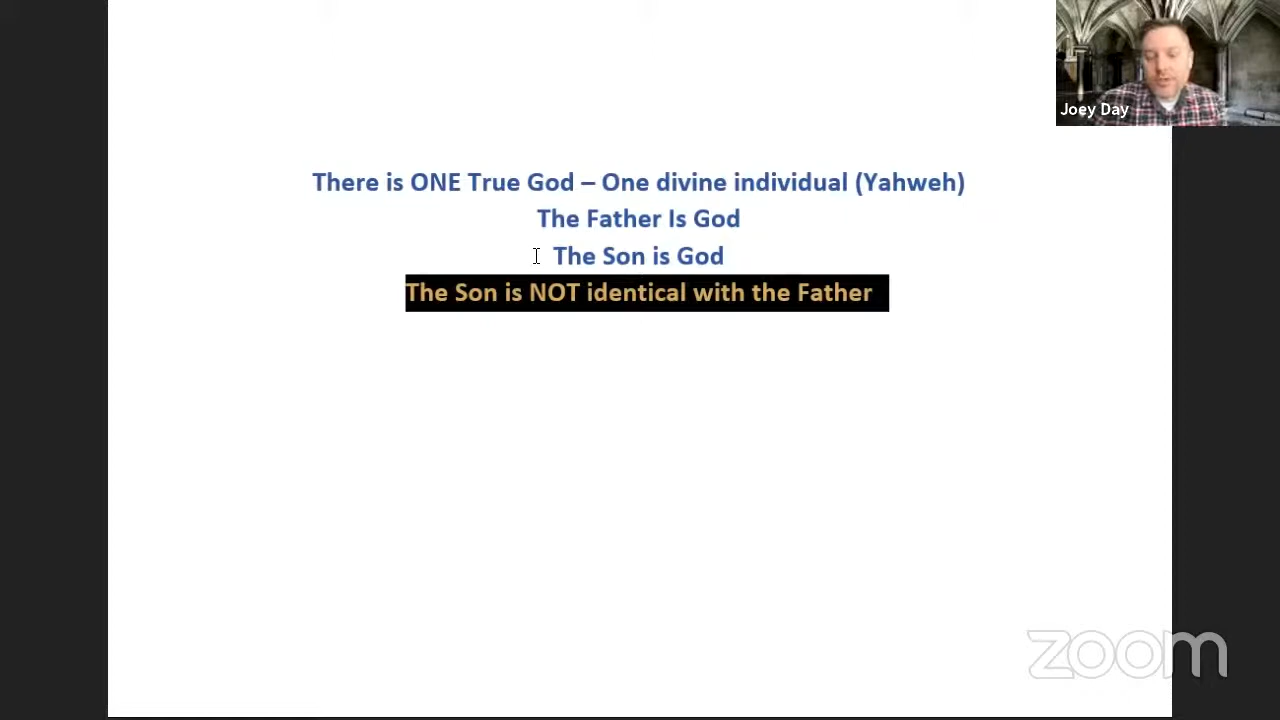 Joey Day
There is ONE True God – One divine individual (Yahweh)
The Father Is God
The Son is God
The Son is NOT identical with the Father
zoom